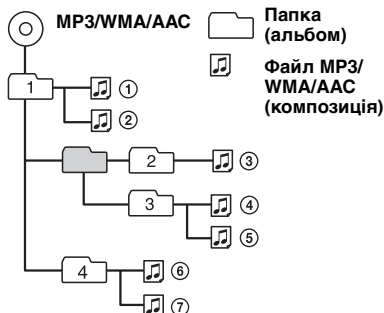 MP3/WMA/AAC
Папка
(альбом)
Файл MP3/
WMA/AAC
(композиція)
1
①
②
2
③
3
④
⑤
4
⑥
⑦